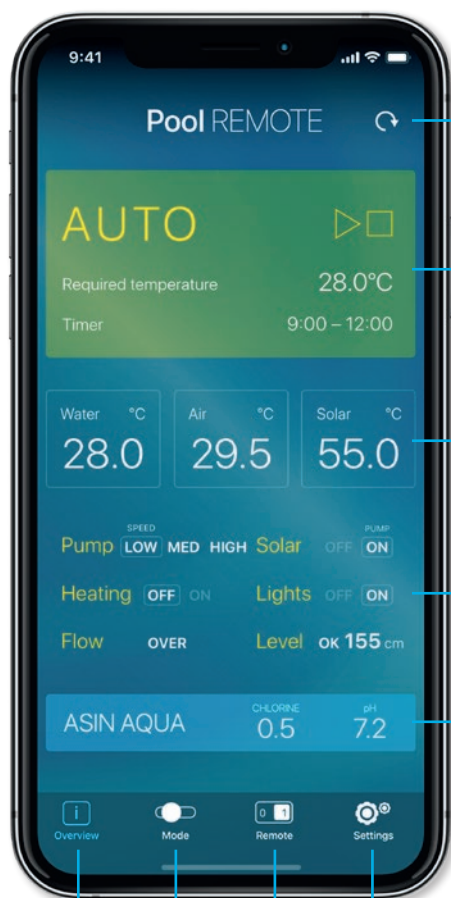 9:41
Pool REMOTE
AUTO
Required temperature 28.0°C
Timer 9:00 – 12:00
Water °C Air °C Solar °C
28.0 29.5 55.0
SPEED PUMP
Pump LOW MED HIGH Solar OFF ON
Heating OFF ON Lights OFF ON
Flow OVER Level OK 155 cm
CHLORINE pH
ASIN AQUA 0.5 7.2
i 0 1
Overview Mode Remote Settings